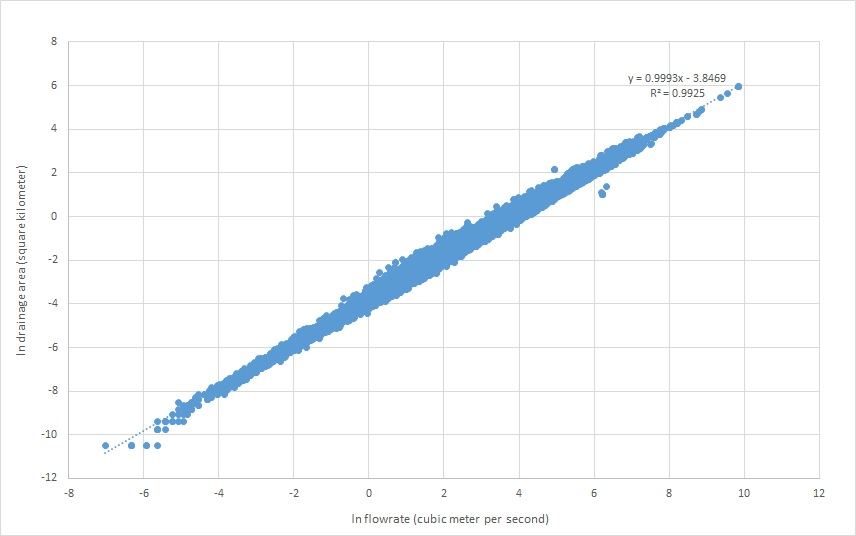 8
6
4
2
0
-2
-4
-6
-8
-10
-12
ln drainage area (square kilometer)
y = 0.9993x - 3.8469
R² = 0.9925
-8 -6 -4 -2 0 2 4 6 8 10 12
ln flowrate (cubic meter per second)